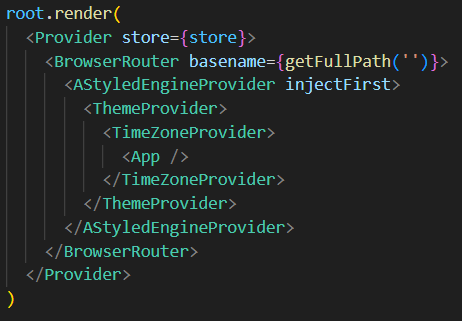 root.render(
  <Provider store={store}>
    <BrowserRouter basename={getFullPath('')}>
      <AStyledEngineProvider injectFirst>
        <ThemeProvider>
          <TimeZoneProvider>
            <App />
          </TimeZoneProvider>
        </ThemeProvider>
      </AStyledEngineProvider>
    </BrowserRouter>
  </Provider>
)